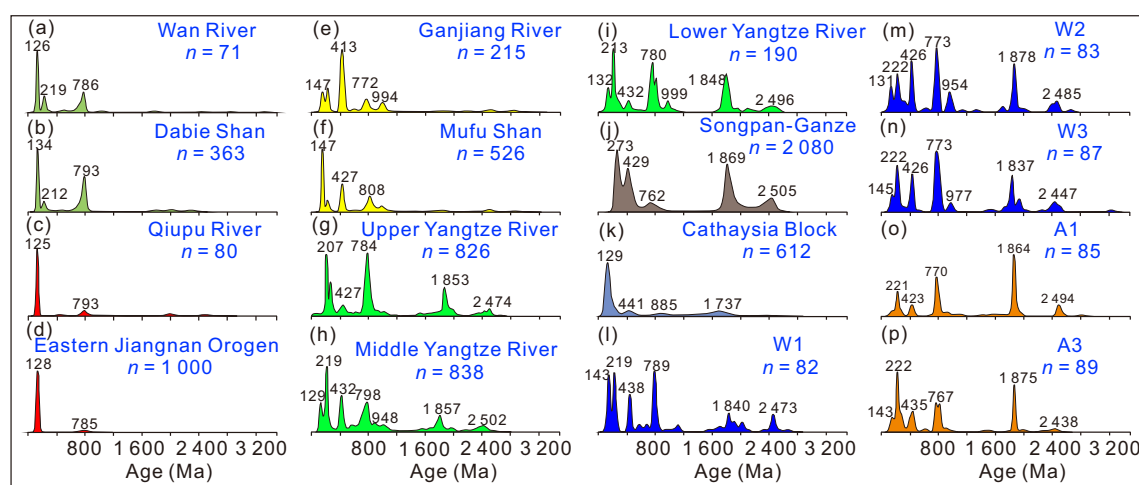 (a)
Wan River
n = 71
126
219
786
(b)
Dabie Shan
n = 363
134
212
793
(c)
Qiupu River
n = 80
125
793
(d)
Eastern Jiangnan Orogen
n = 1 000
128
785
0 800 1 600 2 400 3 200
Age (Ma)
(e)
Ganjiang River
n = 215
413
147
772
994
(f)
Mufu Shan
n = 526
147
427
808
(g)
Upper Yangtze River
n = 826
207
784
427
1 853
2 474
(h)
Middle Yangtze River
n = 838
219
129
432
798
948
1 857
2 502
0 800 1 600 2 400 3 200
Age (Ma)
(i)
Lower Yangtze River
n = 190
213
132
432
780
999
1 848
2 496
(j)
Songpan-Ganze
n = 2 080
273
429
762
1 869
2 505
(k)
Cathaysia Block
n = 612
129
441
885
1 737
(l)
W1
n = 82
143
219
438
789
1 840
2 473
0 800 1 600 2 400 3 200
Age (Ma)
(m)
W2
n = 83
131
222
426
773
954
1 878
2 485
(n)
W3
n = 87
145
222
426
773
977
1 837
2 447
(o)
A1
n = 85
221
423
770
1 864
2 494
(p)
A3
n = 89
143
222
435
767
1 875
2 438
0 800 1 600 2 400 3 200
Age (Ma)